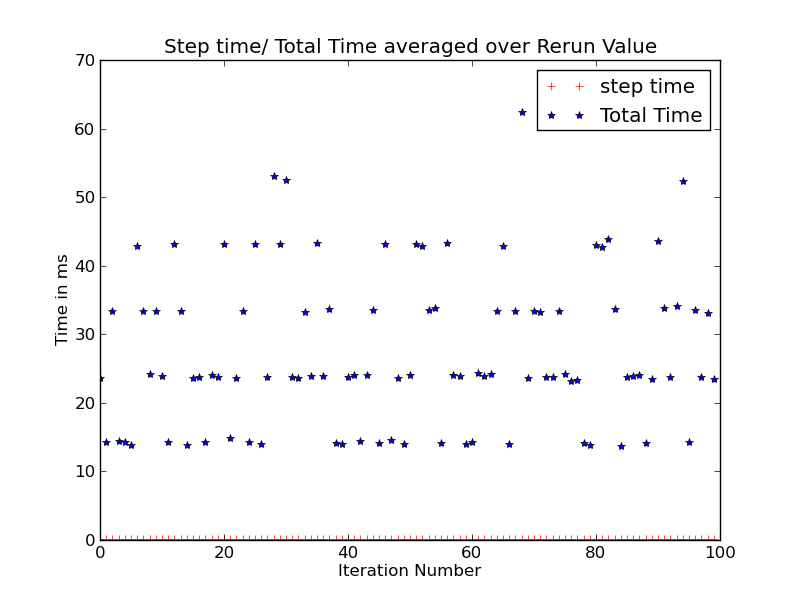 Step time/ Total Time averaged over Rerun Value
70
60
50
40
30
20
10
0
Time in ms
step time
Total Time
0 20 40 60 80 100
Iteration Number